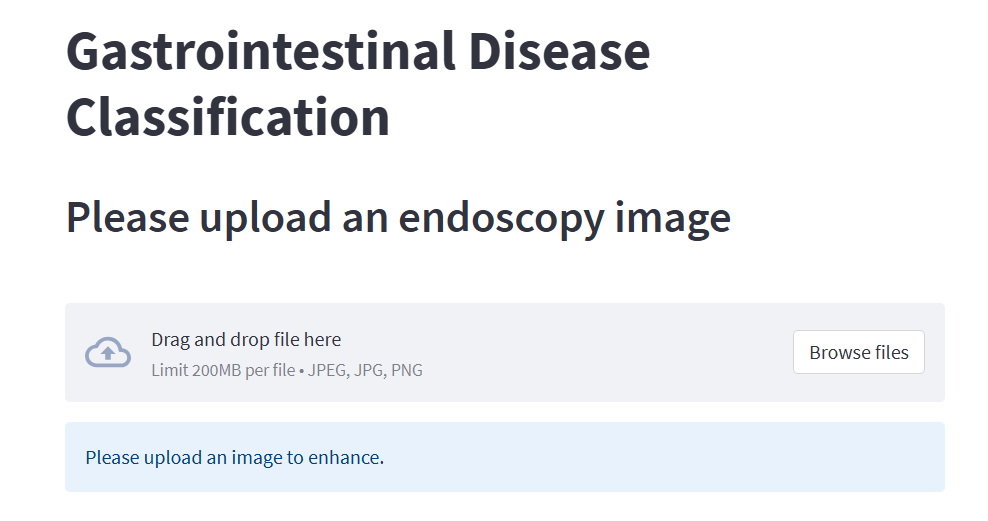 Gastrointestinal Disease
Classification
Please upload an endoscopy image
Drag and drop file here
Limit 200MB per file • JPEG, JPG, PNG
Browse files
Please upload an image to enhance.